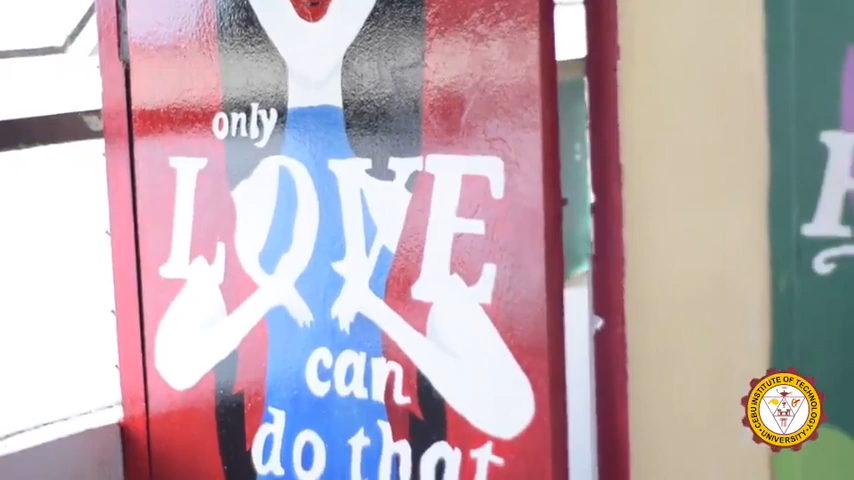 only
LOVE
can
do that
CEBU INSTITUTE OF TECHNOLOGY
UNIVERSITY